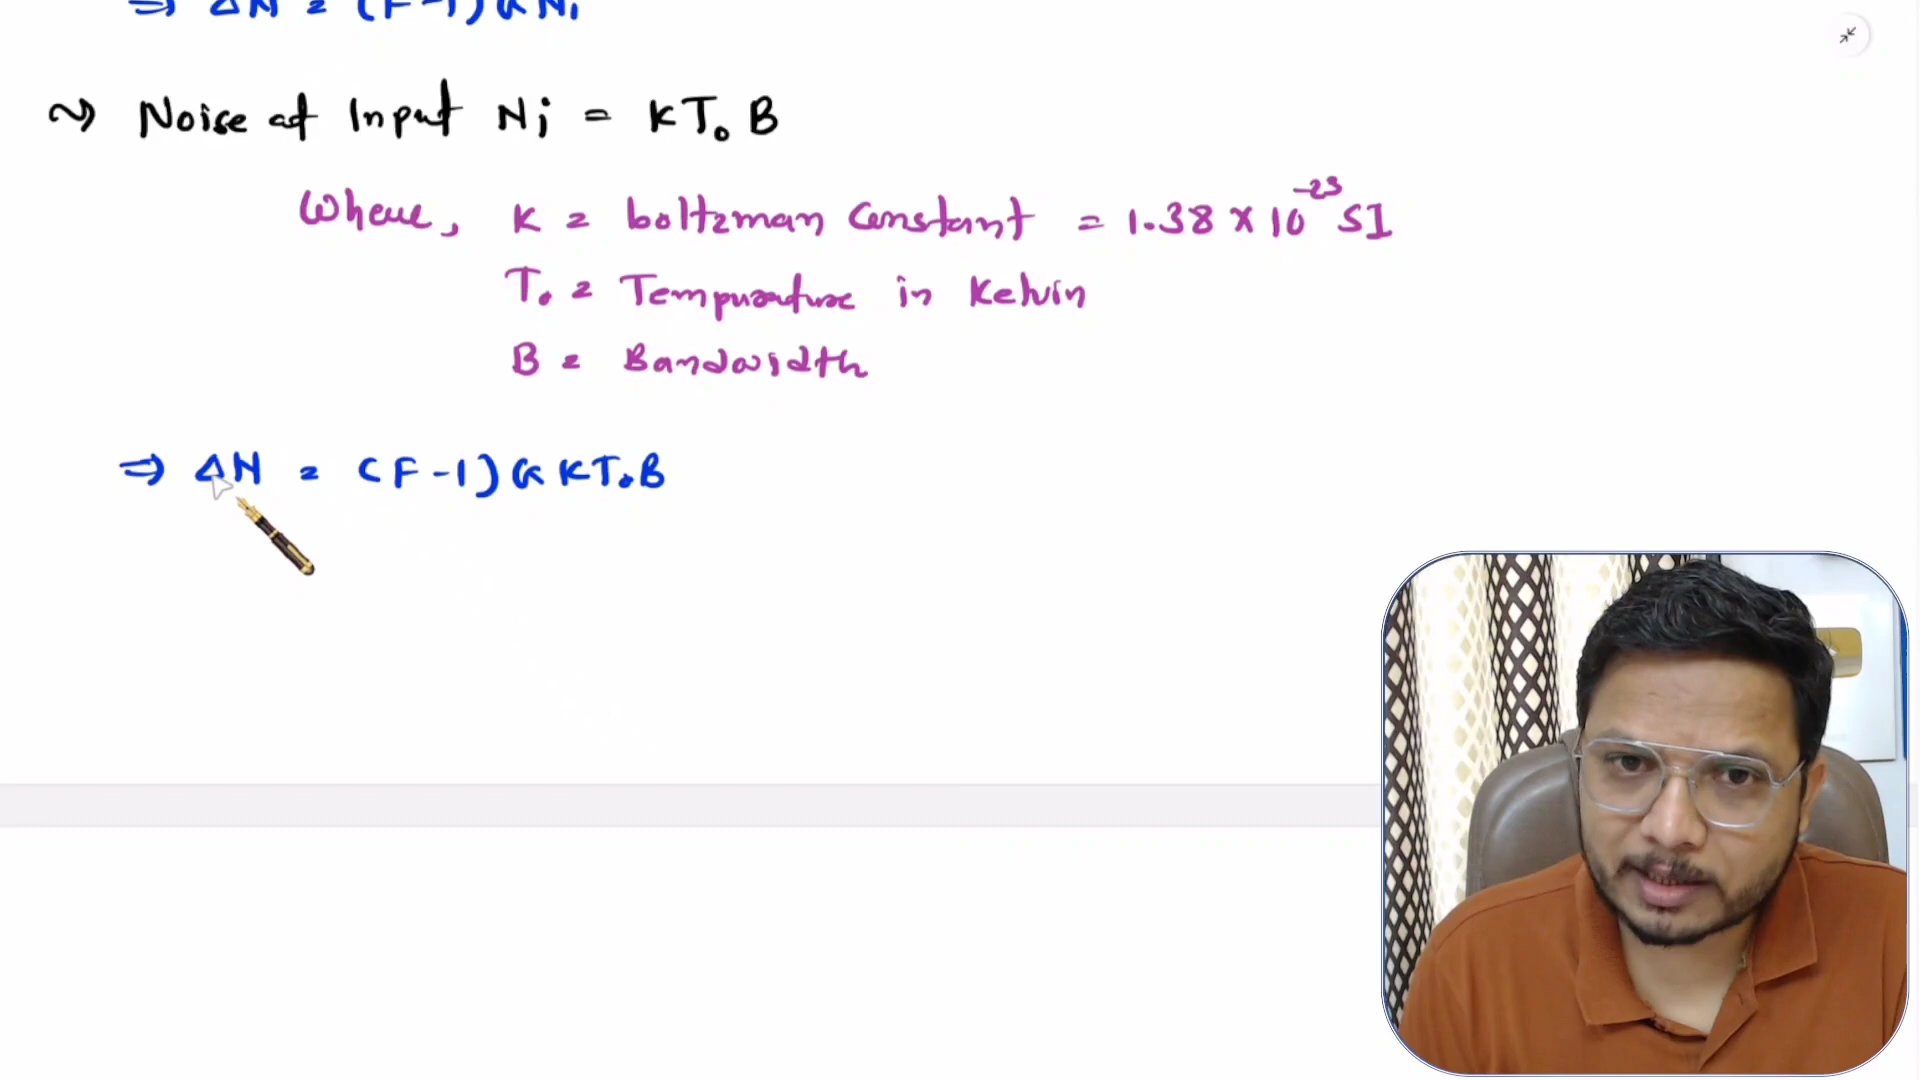 ⇒ ΔN = (F-1)GNi
~> Noise at Input Ni = KT₀B
Where, K = boltzman Constant = 1.38 × 10⁻²³ SI
T₀ = Tempurature in Kelvin
B = Bandwidth
⇒ ΔN = (F-1)GKT₀B